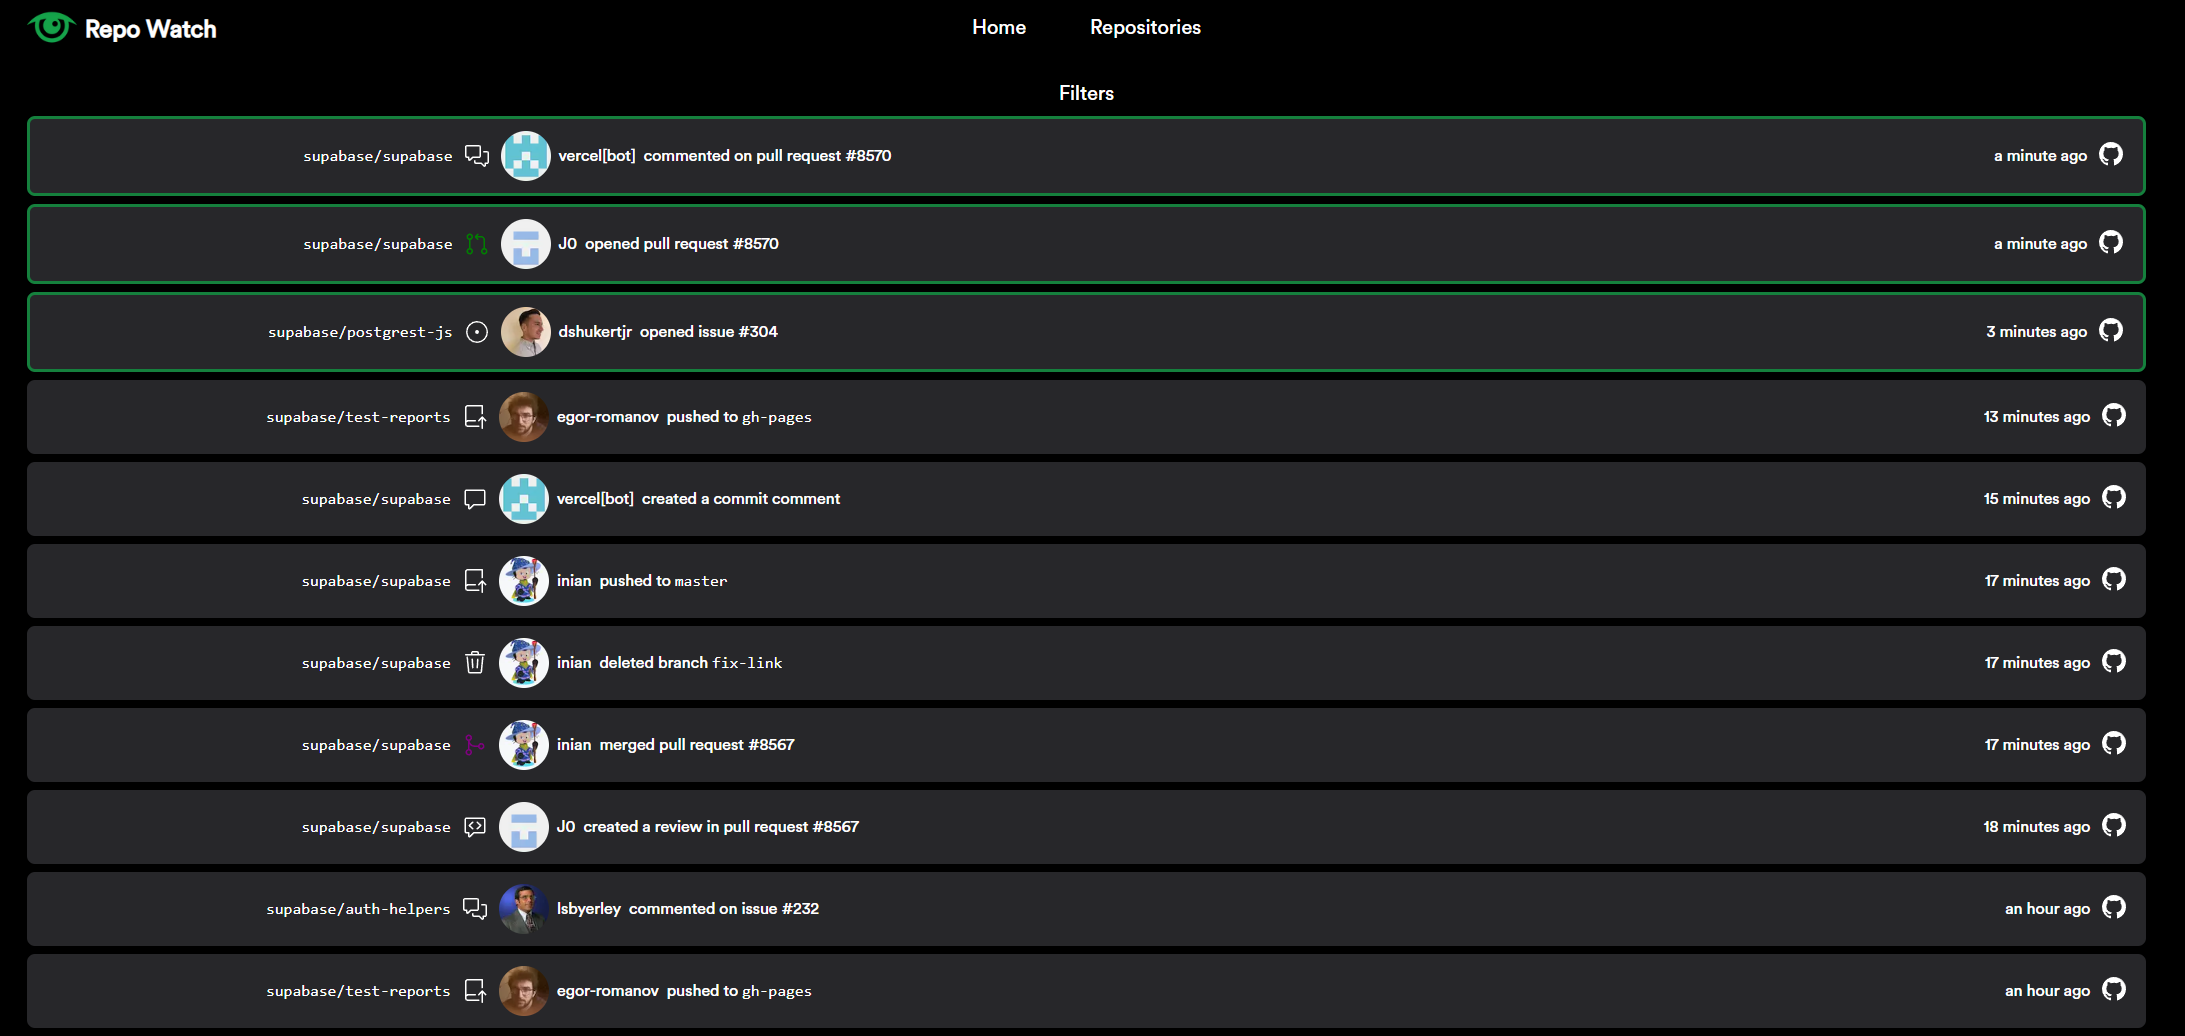 Repo Watch Home Repositories
Filters
supabase/supabase vercel[bot] commented on pull request #8570 a minute ago
supabase/supabase J0 opened pull request #8570 a minute ago
supabase/postgrest-js dshukertjr opened issue #304 3 minutes ago
supabase/test-reports egor-romanov pushed to gh-pages 13 minutes ago
supabase/supabase vercel[bot] created a commit comment 15 minutes ago
supabase/supabase inian pushed to master 17 minutes ago
supabase/supabase inian deleted branch fix-link 17 minutes ago
supabase/supabase inian merged pull request #8567 17 minutes ago
supabase/supabase J0 created a review in pull request #8567 18 minutes ago
supabase/auth-helpers lsbyerley commented on issue #232 an hour ago
supabase/test-reports egor-romanov pushed to gh-pages an hour ago